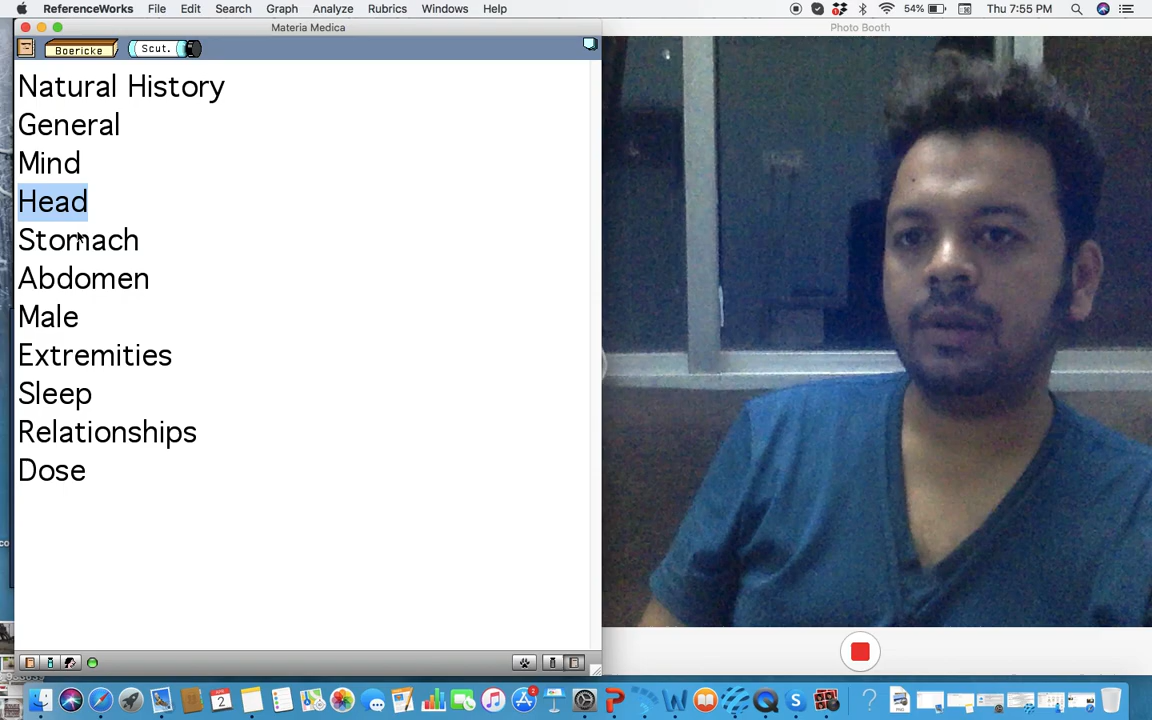 ReferenceWorks File Edit Search Graph Analyze Rubrics Windows Help 54% Thu 7:55 PM
Materia Medica
Photo Booth
Boericke Scut.
Natural History
General
Mind
Head
Stomach
Abdomen
Male
Extremities
Sleep
Relationships
Dose